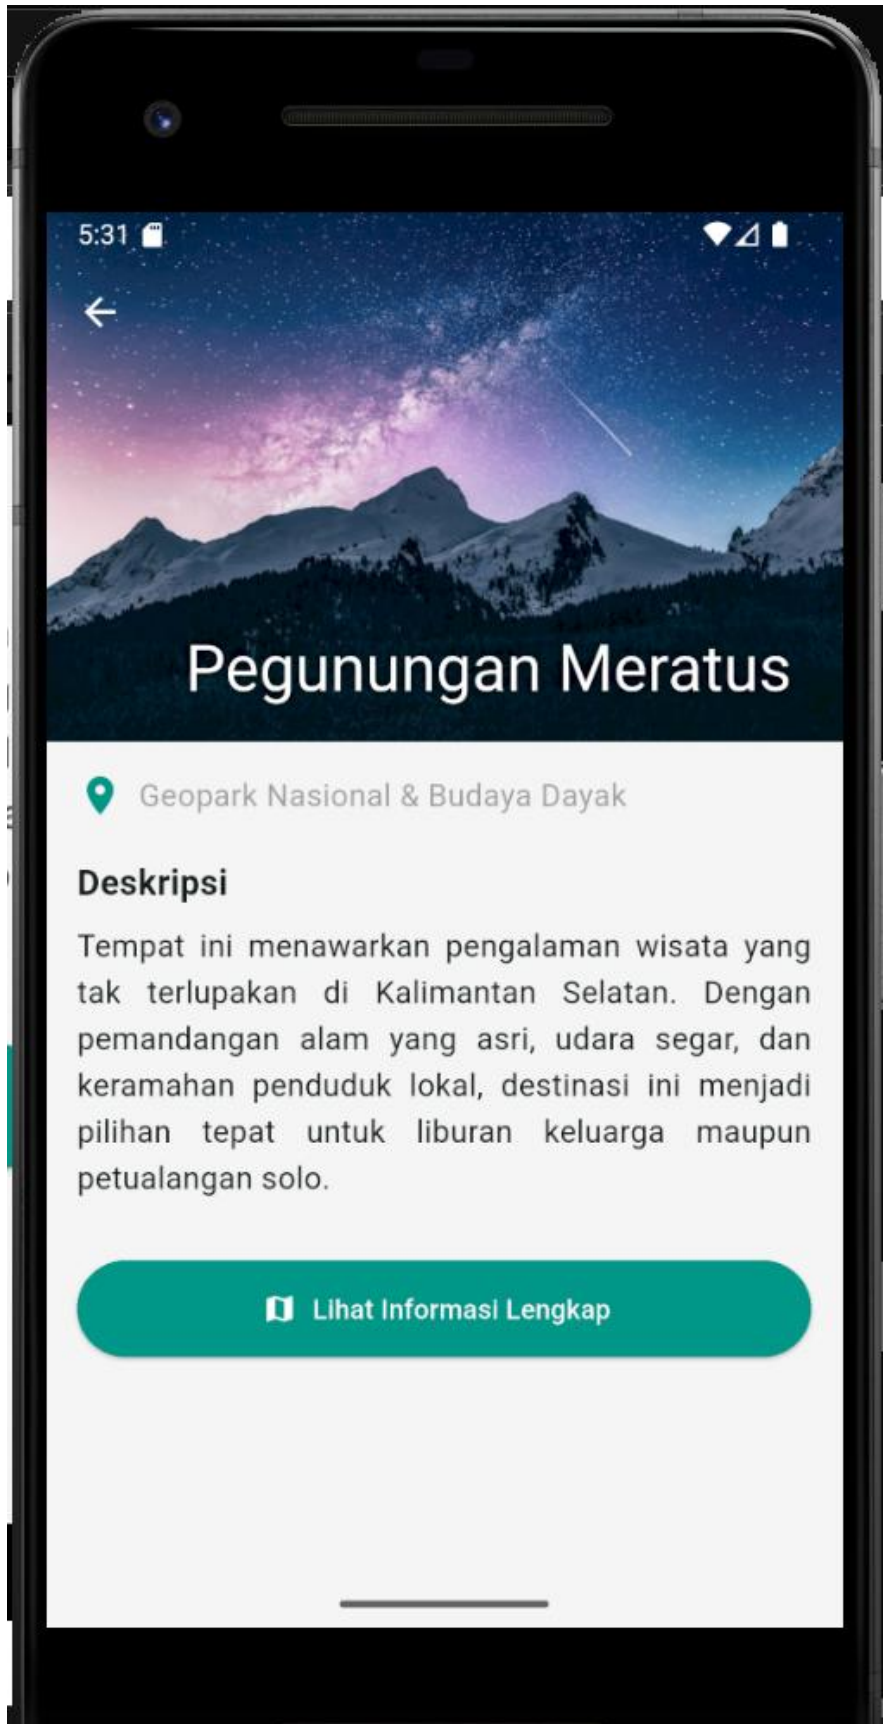 5:31
Pegunungan Meratus
Geopark Nasional & Budaya Dayak
Deskripsi
Tempat ini menawarkan pengalaman wisata yang
tak terlupakan di Kalimantan Selatan. Dengan
pemandangan alam yang asri, udara segar, dan
keramahan penduduk lokal, destinasi ini menjadi
pilihan tepat untuk liburan keluarga maupun
petualangan solo.
Lihat Informasi Lengkap